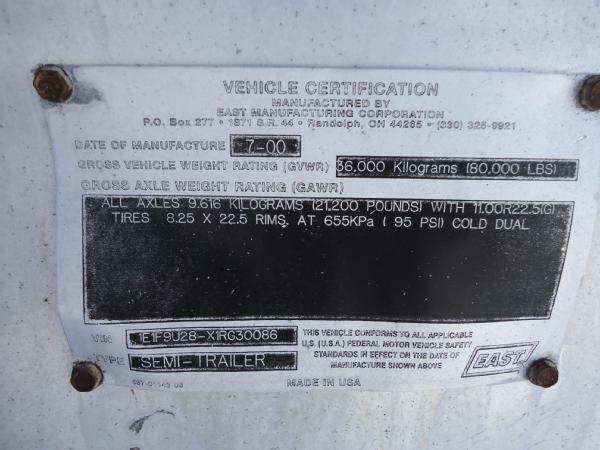 VEHICLE CERTIFICATION
MANUFACTURED BY
EAST MANUFACTURING CORPORATION
P.O. Box 277 • 1871 S.R. 44 • Randolph, OH 44265 • (330) 325-9921
DATE OF MANUFACTURE 7-00
GROSS VEHICLE WEIGHT RATING (GVWR) 36,000 Kilograms (80,000 LBS)
GROSS AXLE WEIGHT RATING (GAWR)
ALL AXLES 9,616 KILOGRAMS (21,200 POUNDS) WITH 11.00R22.5(G)
TIRES 8.25 X 22.5 RIMS. AT 655KPa ( 95 PSI) COLD DUAL
VIN 1E1F9U28-X1RG30086
TYPE SEMI-TRAILER
THIS VEHICLE CONFORMS TO ALL APPLICABLE
U.S. (U.S.A.) FEDERAL MOTOR VEHICLE SAFETY
STANDARDS IN EFFECT ON THE DATE OF
MANUFACTURE SHOWN ABOVE
EAST
MADE IN USA